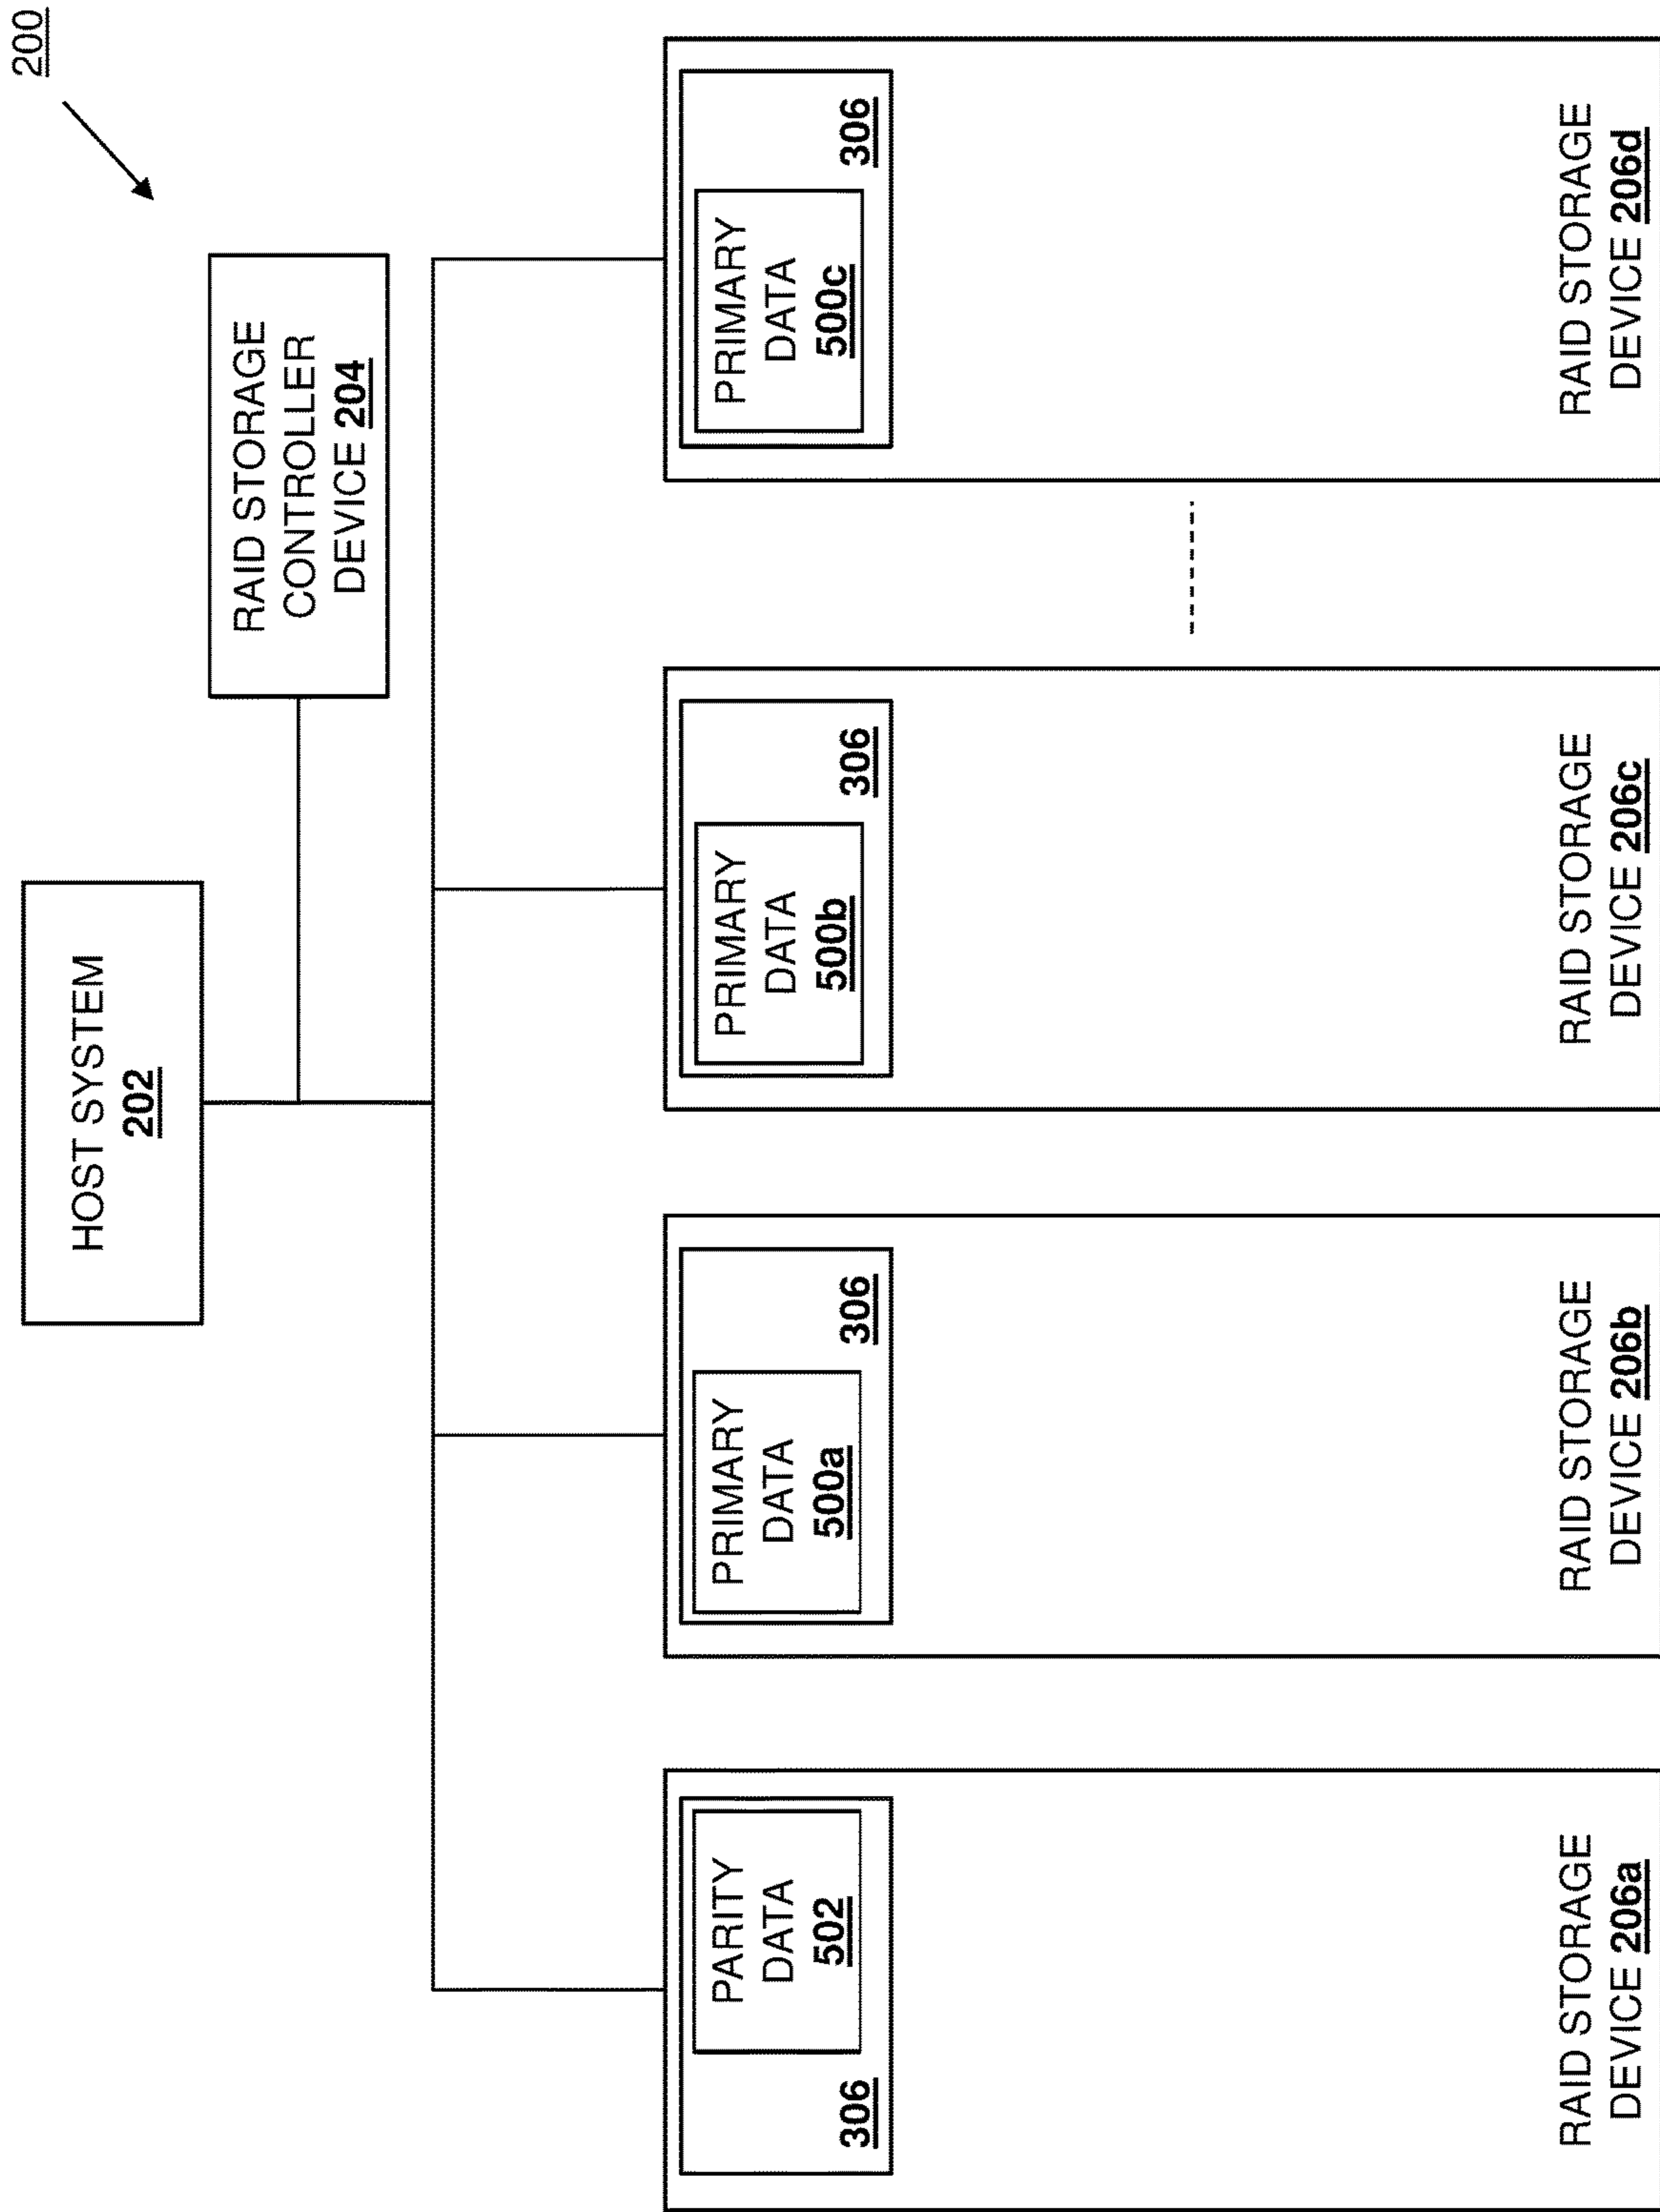 200
HOST SYSTEM
202
RAID STORAGE
CONTROLLER
DEVICE 204
PARITY
DATA
502
306
PRIMARY
DATA
500a
306
PRIMARY
DATA
500b
306
PRIMARY
DATA
500c
306
RAID STORAGE
DEVICE 206a
RAID STORAGE
DEVICE 206b
RAID STORAGE
DEVICE 206c
RAID STORAGE
DEVICE 206d